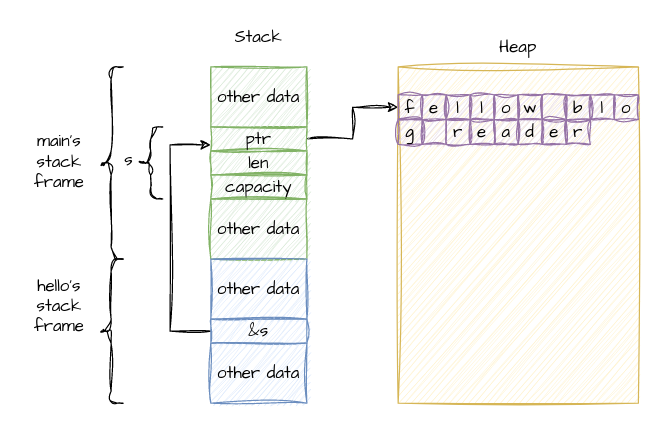 Stack
Heap
other data
f e l l o w   b l o
g   r e a d e r
main's
stack
frame
s
ptr
len
capacity
other data
hello's
stack
frame
other data
&s
other data